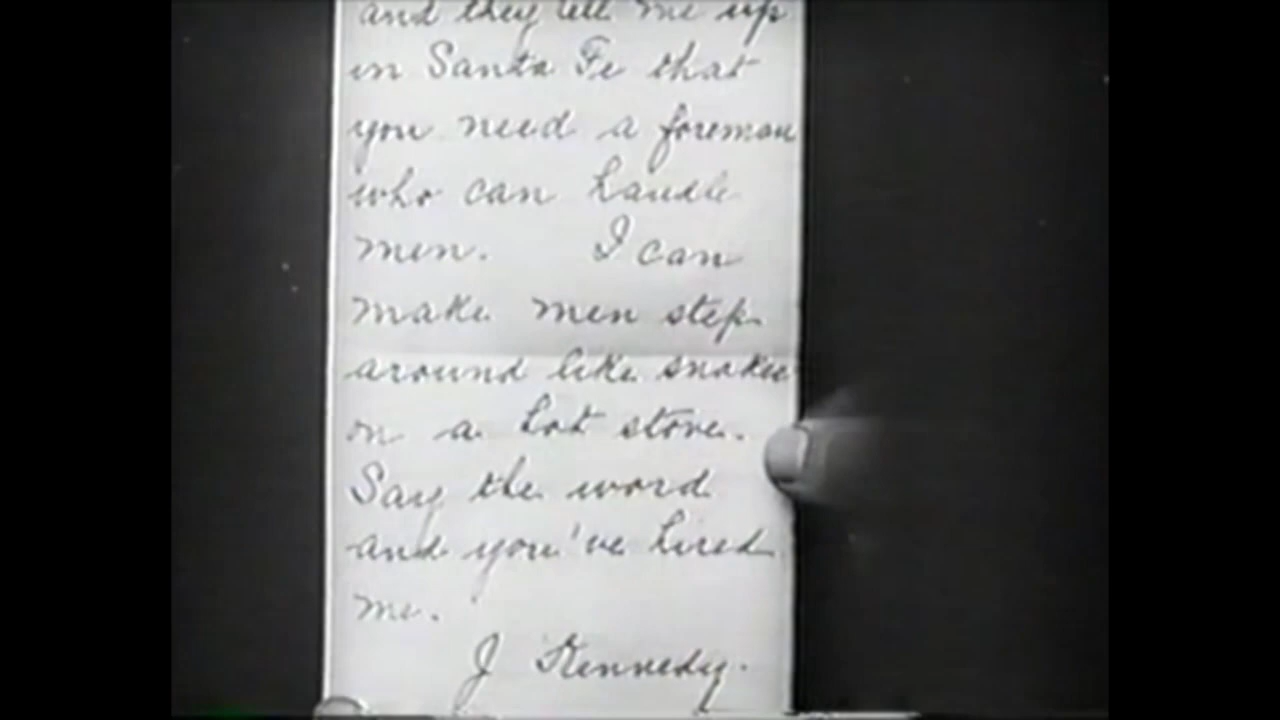 and they tell me up
in Santa Fe that
you need a foreman
who can handle
men. I can
make men step
around like snakes
on a hot stove.
Say the word
and you've hired
me.
J Kennedy.